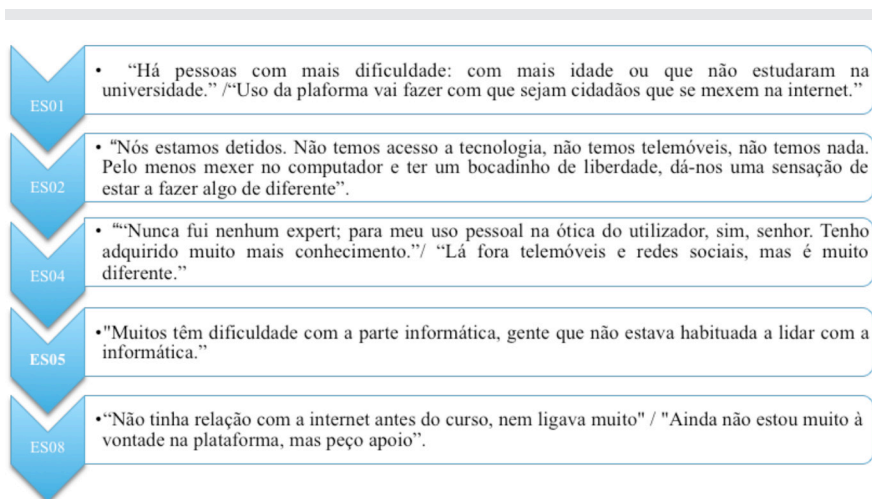 ES01
• “Há pessoas com mais dificuldade: com mais idade ou que não estudaram na
universidade.” /“Uso da plaforma vai fazer com que sejam cidadãos que se mexem na internet.”
ES02
• “Nós estamos detidos. Não temos acesso a tecnologia, não temos telemóveis, não temos nada.
Pelo menos mexer no computador e ter um bocadinho de liberdade, dá-nos uma sensação de
estar a fazer algo de diferente”.
ES04
• “““Nunca fui nenhum expert; para meu uso pessoal na ótica do utilizador, sim, senhor. Tenho
adquirido muito mais conhecimento.”/ “Lá fora telemóveis e redes sociais, mas é muito
diferente.”
ES05
•"Muitos têm dificuldade com a parte informática, gente que não estava habituada a lidar com a
informática.”
ES08
•“Não tinha relação com a internet antes do curso, nem ligava muito" / "Ainda não estou muito à
vontade na plataforma, mas peço apoio”.